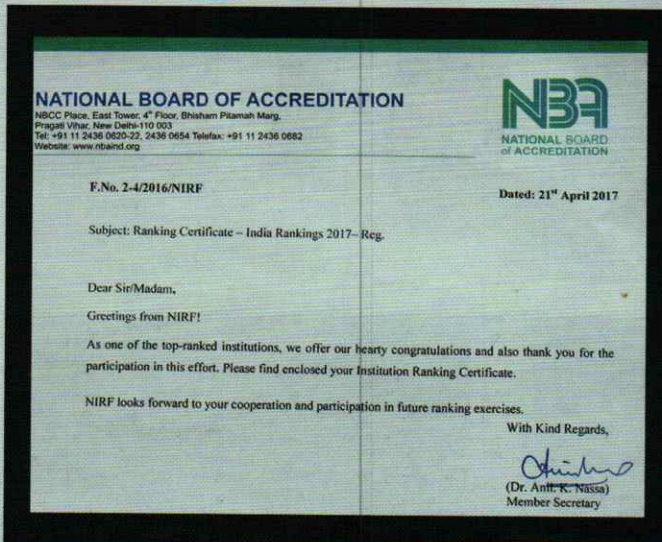 NATIONAL BOARD OF ACCREDITATION
NBCC Place, East Tower, 4th Floor, Bhisham Pitamah Marg,
Pragati Vihar, New Delhi-110 003
Tel: +91 11 2436 0620-22, 2436 0654 Telefax: +91 11 2436 0682
Website: www.nbaind.org
NBA
NATIONAL BOARD
of ACCREDITATION
F.No. 2-4/2016/NIRF
Dated: 21st April 2017
Subject: Ranking Certificate – India Rankings 2017– Reg.
Dear Sir/Madam,
Greetings from NIRF!
As one of the top-ranked institutions, we offer our hearty congratulations and also thank you for the
participation in this effort. Please find enclosed your Institution Ranking Certificate.
NIRF looks forward to your cooperation and participation in future ranking exercises.
With Kind Regards,
(Dr. Anil. K. Nassa)
Member Secretary